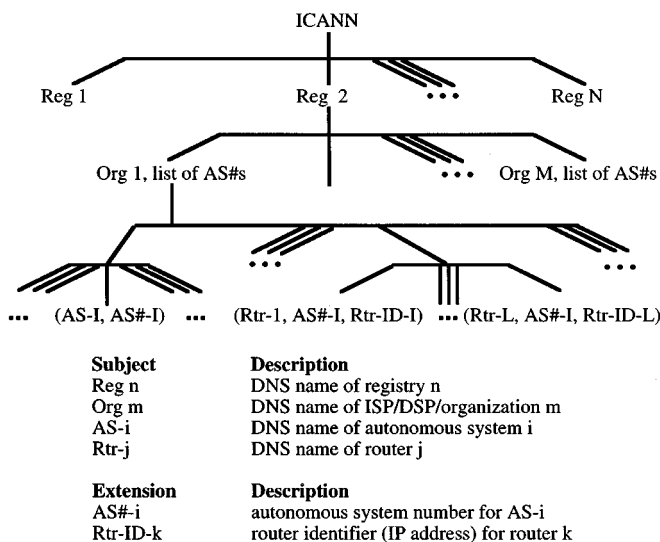 ICANN
Reg 1 Reg 2 ... Reg N
Org 1, list of AS#s ... Org M, list of AS#s
... ...
... (AS-I, AS#-I) ... (Rtr-1, AS#-I, Rtr-ID-I) ... (Rtr-L, AS#-I, Rtr-ID-L)
Subject Description
Reg n DNS name of registry n
Org m DNS name of ISP/DSP/organization m
AS-i DNS name of autonomous system i
Rtr-j DNS name of router j
Extension Description
AS#-i autonomous system number for AS-i
Rtr-ID-k router identifier (IP address) for router k